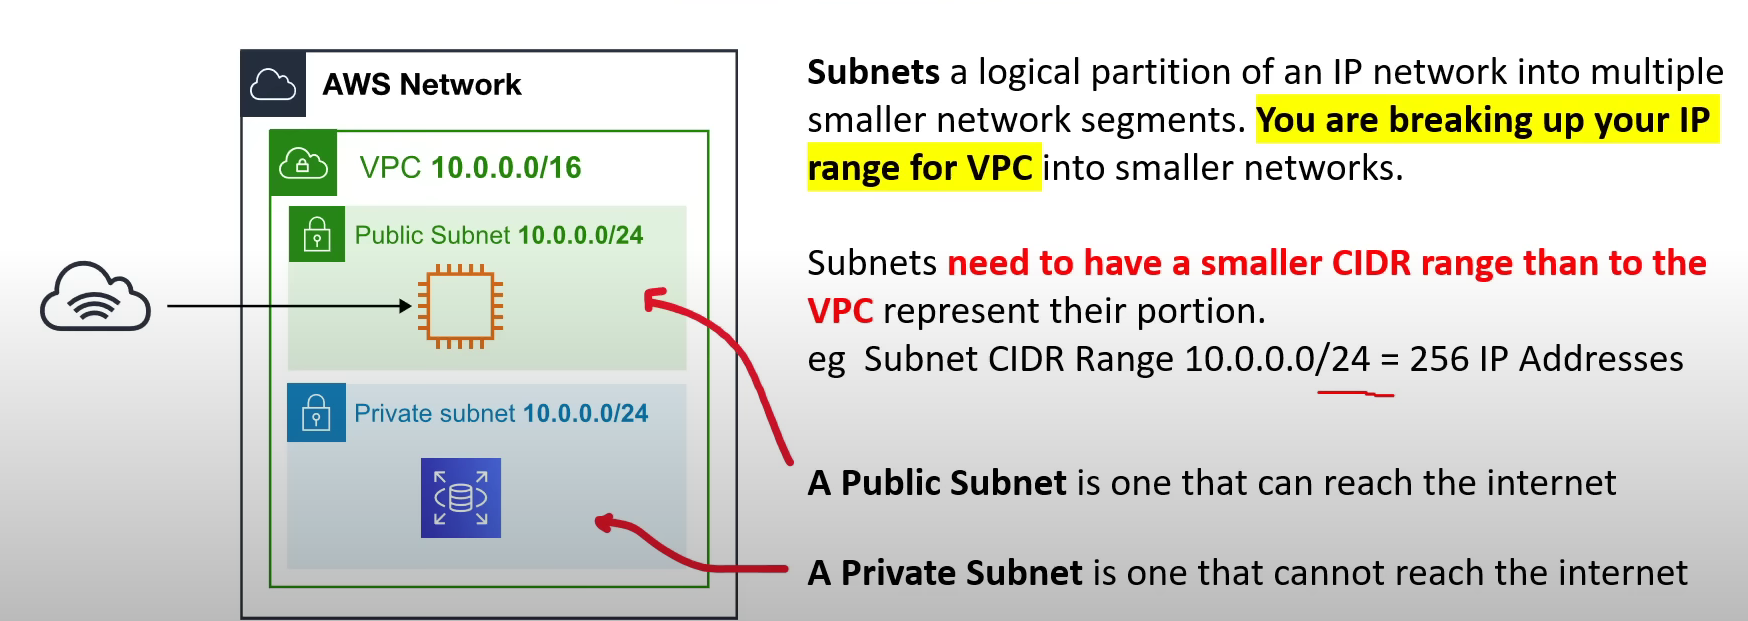 AWS Network
VPC 10.0.0.0/16
Public Subnet 10.0.0.0/24
Private subnet 10.0.0.0/24
Subnets a logical partition of an IP network into multiple
smaller network segments. You are breaking up your IP
range for VPC into smaller networks.
Subnets need to have a smaller CIDR range than to the
VPC represent their portion.
eg Subnet CIDR Range 10.0.0.0/24 = 256 IP Addresses
A Public Subnet is one that can reach the internet
A Private Subnet is one that cannot reach the internet